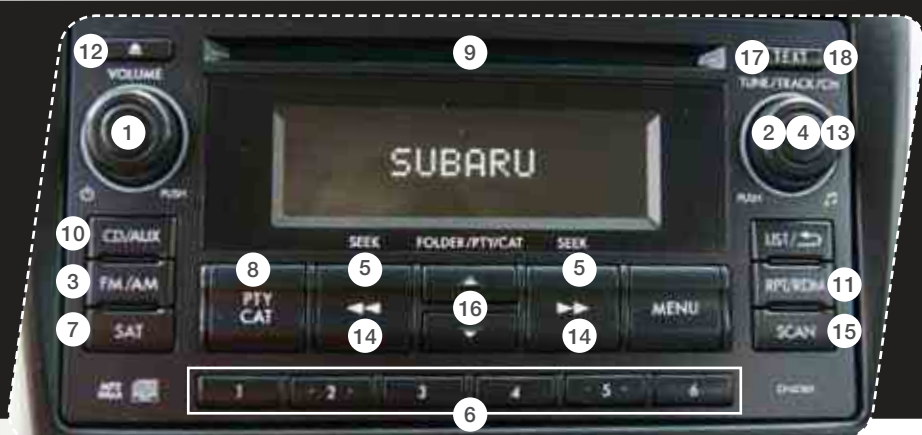 12 9 17 TEXT 18
VOLUME TUNE/TRACK/CH
1 2 4 13
SUBARU
PUSH PUSH
10 CD/AUX SEEK FOLDER/PTY/CAT SEEK LIST/
3 FM/AM 8 5 5 RPT/RDM 11
PTY CAT 16 MENU
7 SAT 14 14 SCAN 15
1 2 3 4 5 6
6